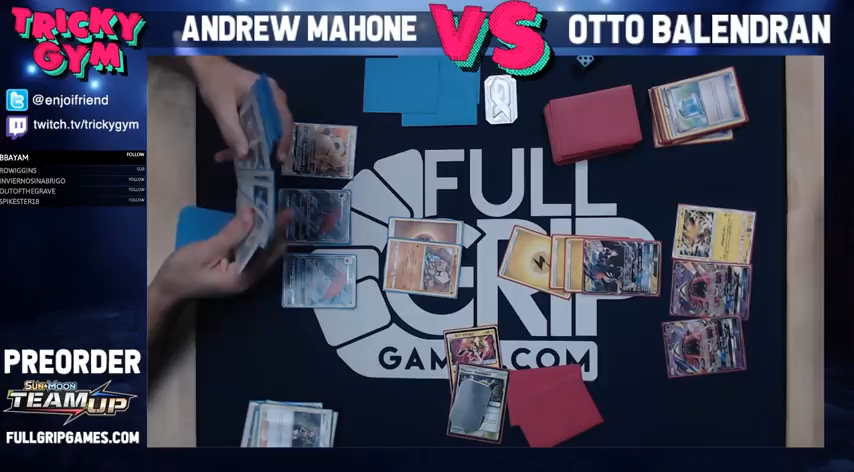 TRICKY
GYM
ANDREW MAHONE
VS
OTTO BALENDRAN
@enjoifriend
twitch.tv/trickygym
BBAYAM FOLLOW
ROWIGGINS SUB
INVIERNOSINABRIGO FOLLOW
OUTOFTHEGRAVE FOLLOW
SPIKESTER18 FOLLOW
FULL
GRIP
GAMES.COM
PREORDER
SUN & MOON
TEAM UP
FULLGRIPGAMES.COM